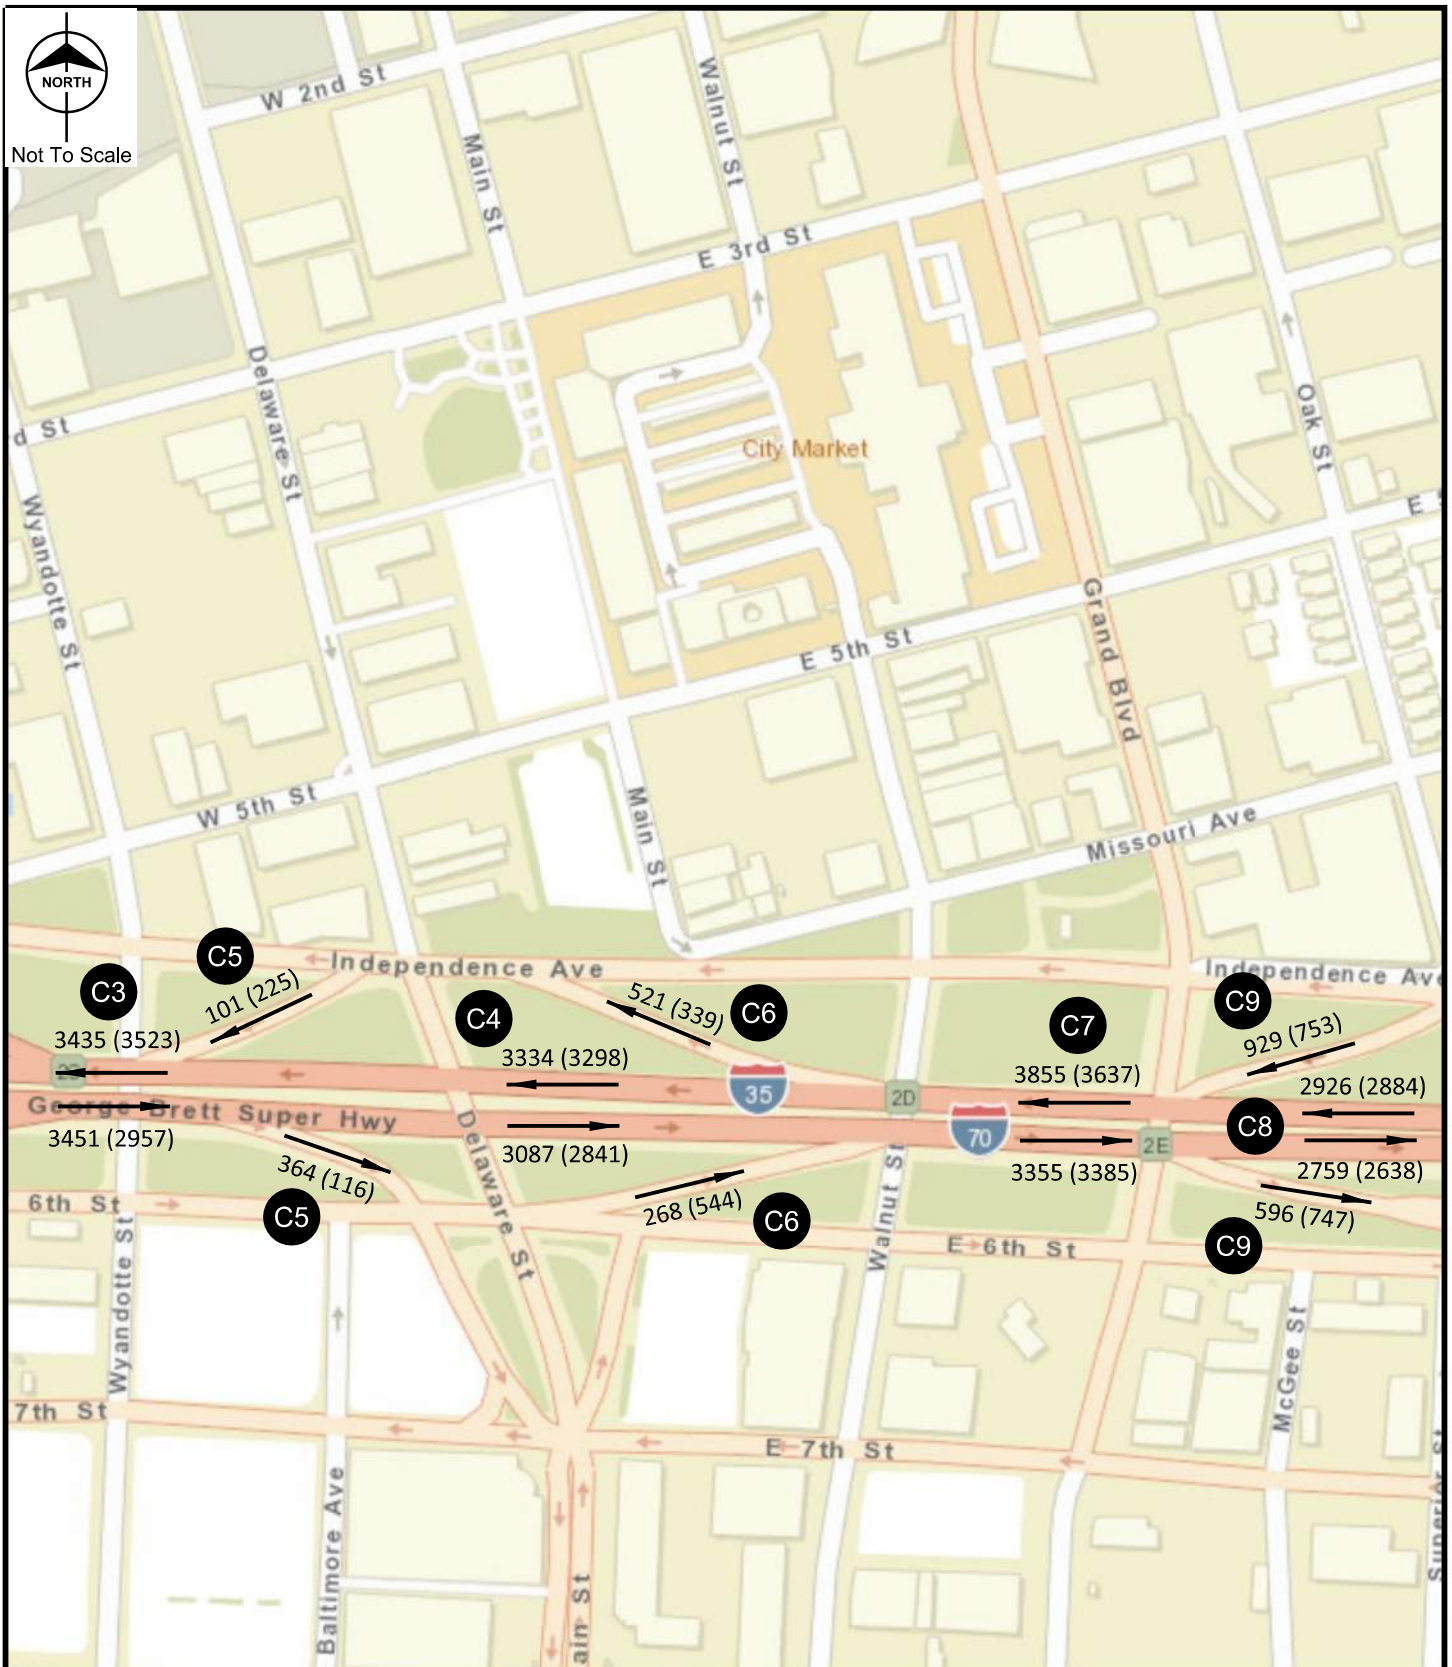 NORTH
Not To Scale
W 2nd St
Main St
Walnut St
E 3rd St
Delaware St
rd St
City Market
Oak St
Wyandotte St
E 5th St
Grand Blvd
W 5th St
Main St
Missouri Ave
C5
Independence Ave
Independence Ave
C3
101 (225)
C4
521 (339)
C6
C7
C9
929 (753)
3435 (3523)
3334 (3298)
3855 (3637)
2926 (2884)
35
2D
George Brett Super Hwy
70
2E
C8
3451 (2957)
3087 (2841)
3355 (3385)
2759 (2638)
364 (116)
Delaware St
268 (544)
596 (747)
6th St
C5
C6
Walnut St
E 6th St
C9
Wyandotte St
McGee St
7th St
E 7th St
Baltimore Ave
ain St
Superior St